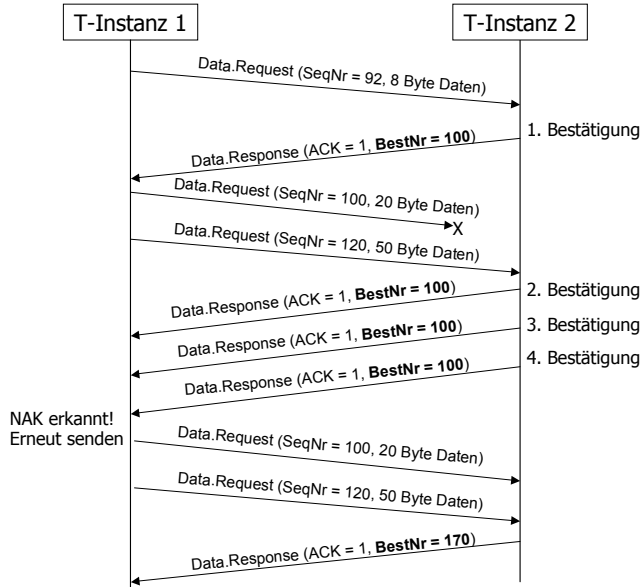 T-Instanz 1
T-Instanz 2
Data.Request (SeqNr = 92, 8 Byte Daten)
1. Bestätigung
Data.Response (ACK = 1, BestNr = 100)
Data.Request (SeqNr = 100, 20 Byte Daten)
X
Data.Request (SeqNr = 120, 50 Byte Daten)
2. Bestätigung
Data.Response (ACK = 1, BestNr = 100)
3. Bestätigung
Data.Response (ACK = 1, BestNr = 100)
4. Bestätigung
Data.Response (ACK = 1, BestNr = 100)
NAK erkannt!
Erneut senden
Data.Request (SeqNr = 100, 20 Byte Daten)
Data.Request (SeqNr = 120, 50 Byte Daten)
Data.Response (ACK = 1, BestNr = 170)